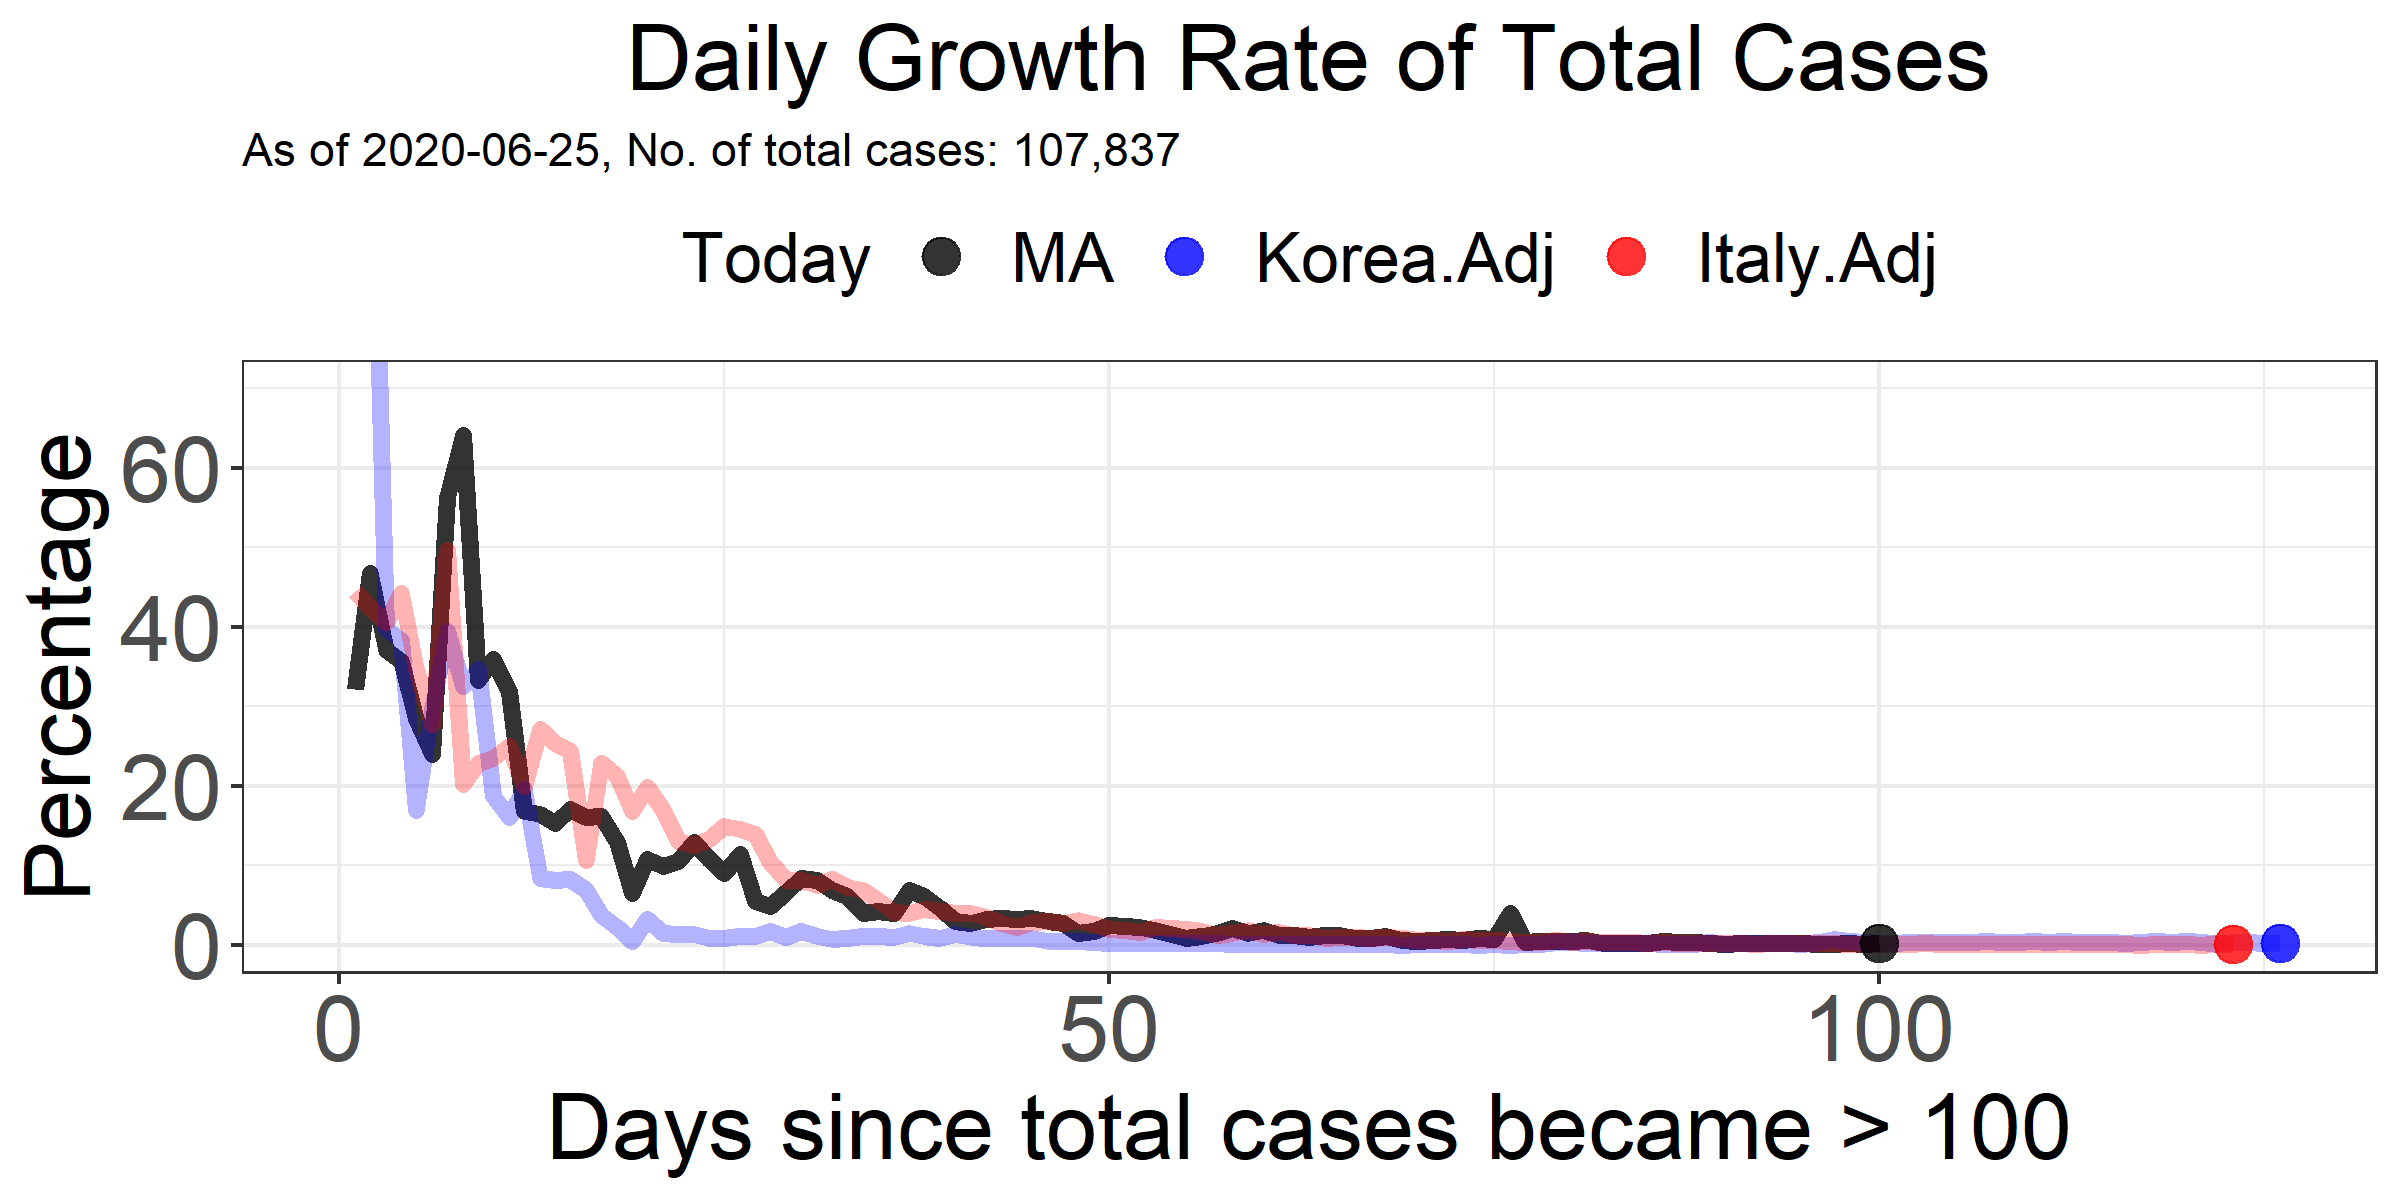 Daily Growth Rate of Total Cases
As of 2020-06-25, No. of total cases: 107,837
Today MA Korea.Adj Italy.Adj
Percentage
60
40
20
0
0 50 100
Days since total cases became > 100